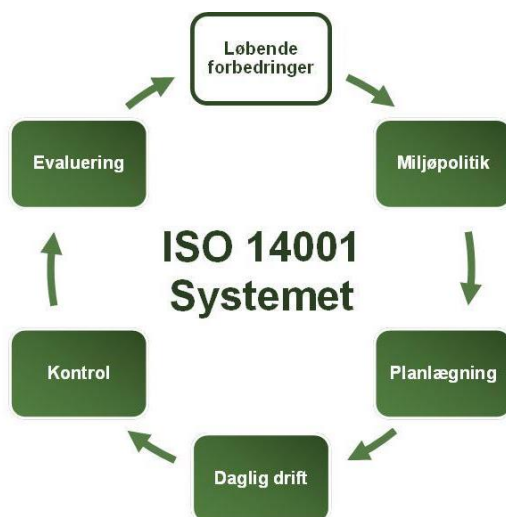 Løbende
forbedringer
Miljøpolitik
Planlægning
Daglig drift
Kontrol
Evaluering
ISO 14001
Systemet